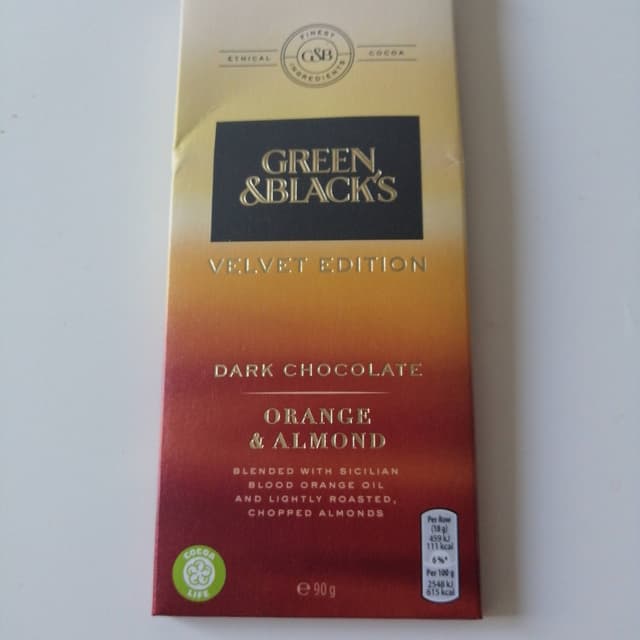 FINEST
ETHICAL G&B COCOA
INGREDIENTS
GREEN
&BLACK'S
VELVET EDITION
DARK CHOCOLATE
ORANGE
& ALMOND
BLENDED WITH SICILIAN
BLOOD ORANGE OIL
AND LIGHTLY ROASTED,
CHOPPED ALMONDS
Per Row
(18 g)
459 kJ
111 kcal
6%*
Per 100 g
2548 kJ
615 kcal
COCOA
LIFE
℮ 90g